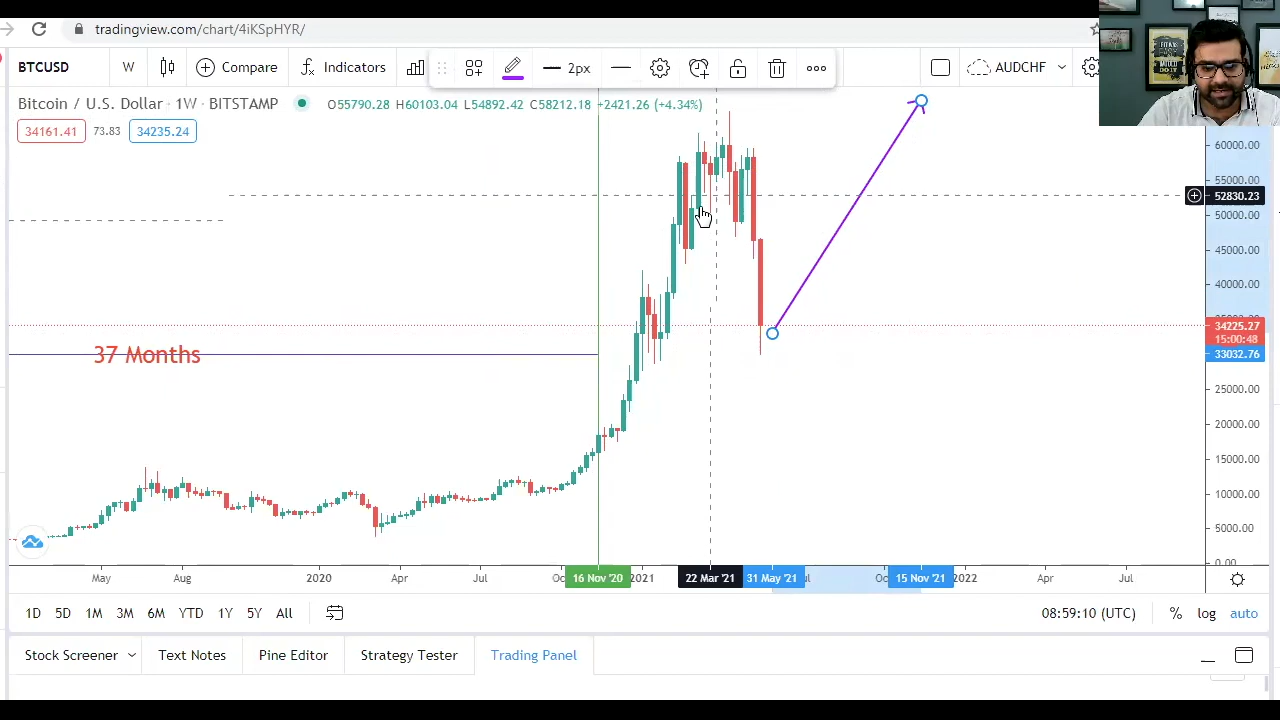 tradingview.com/chart/4iKSpHYR/
BTCUSD W Compare Indicators 2px AUDCHF
Bitcoin / U.S. Dollar · 1W · BITSTAMP O55790.28 H60103.04 L54892.42 C58212.18 +2421.26 (+4.34%)
34161.41 73.83 34235.24
60000.00
55000.00
52830.23
50000.00
45000.00
40000.00
34225.27
15:00:48
33032.76
37 Months
25000.00
20000.00
15000.00
10000.00
5000.00
0.00
May Aug 2020 Apr Jul 16 Nov '20 2021 22 Mar '21 31 May '21 15 Nov '21 2022 Apr Jul
1D 5D 1M 3M 6M YTD 1Y 5Y All 08:59:10 (UTC) % log auto
Stock Screener Text Notes Pine Editor Strategy Tester Trading Panel